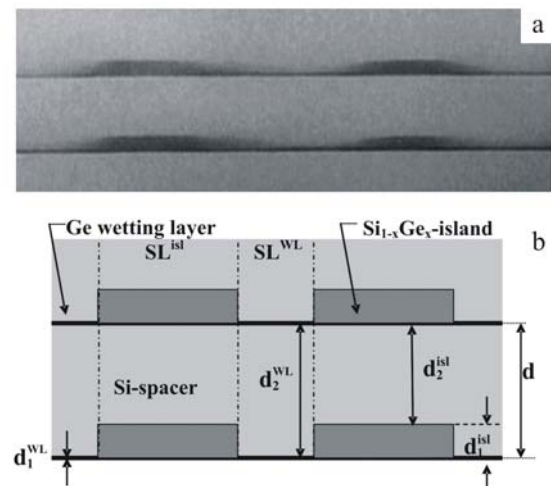 a
b
Ge wetting layer
Si₁₋ₓGeₓ-island
SLⁱˢˡ
SLᵂᴸ
Si-spacer
d₂ᵂᴸ
d₂ⁱˢˡ
d
d₁ᵂᴸ
d₁ⁱˢˡ